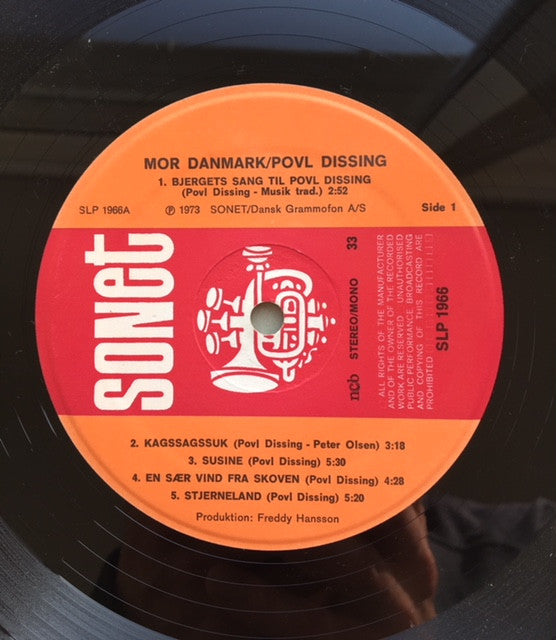 MOR DANMARK/POVL DISSING
1. BJERGETS SANG TIL POVL DISSING
(Povl Dissing - Musik trad.) 2:52
SLP 1966A
℗ 1973 SONET/Dansk Grammofon A/S
Side 1
sonet
ncb STEREO/MONO 33
ALL RIGHTS OF THE MANUFACTURER
AND OF THE OWNER OF THE RECORDED
WORK ARE RESERVED UNAUTHORISED
PUBLIC PERFORMANCE BROADCASTING
AND COPYING OF THIS RECORD ARE
PROHIBITED
SLP 1966
2. KAGSSAGSSUK (Povl Dissing - Peter Olsen) 3:18
3. SUSINE (Povl Dissing) 5:30
4. EN SÆR VIND FRA SKOVEN (Povl Dissing) 4:28
5. STJERNELAND (Povl Dissing) 5:20
Produktion: Freddy Hansson